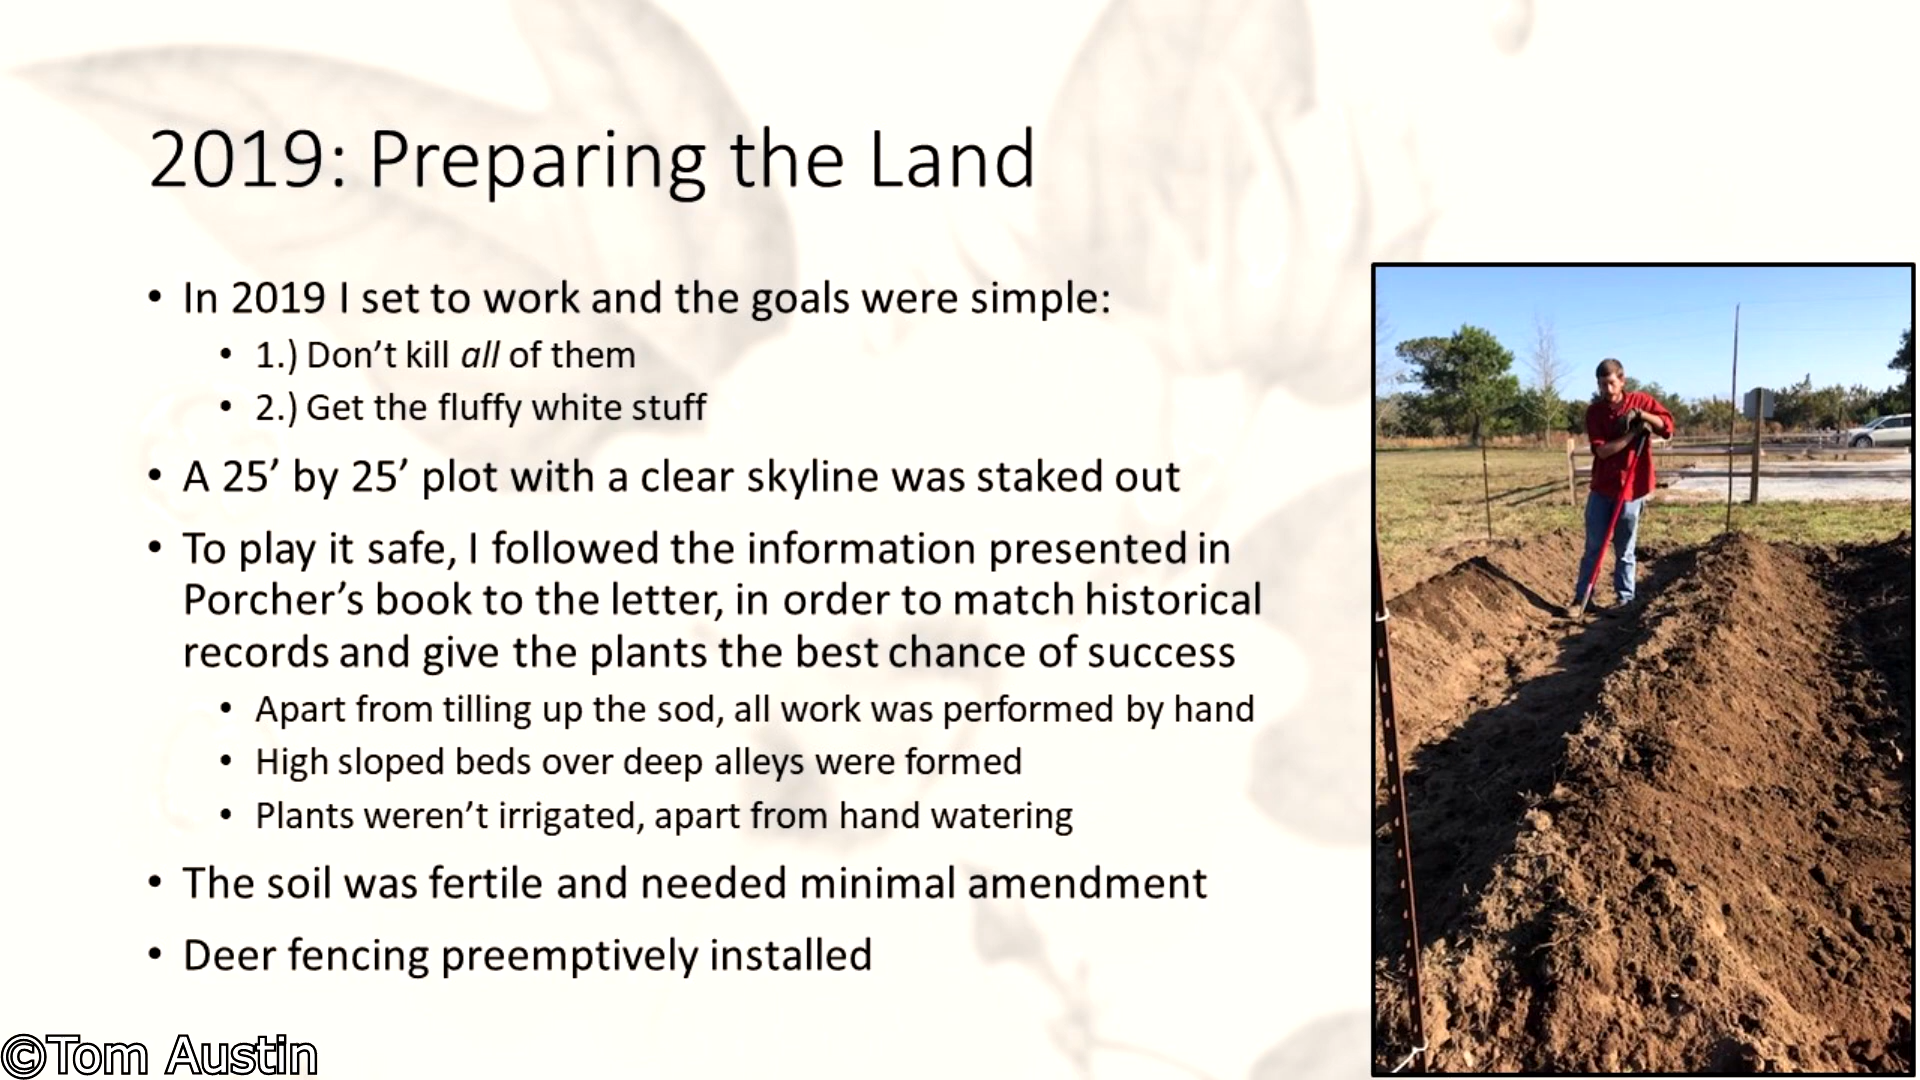 2019: Preparing the Land
• In 2019 I set to work and the goals were simple:
• 1.) Don’t kill all of them
• 2.) Get the fluffy white stuff
• A 25’ by 25’ plot with a clear skyline was staked out
• To play it safe, I followed the information presented in
Porcher’s book to the letter, in order to match historical
records and give the plants the best chance of success
• Apart from tilling up the sod, all work was performed by hand
• High sloped beds over deep alleys were formed
• Plants weren’t irrigated, apart from hand watering
• The soil was fertile and needed minimal amendment
• Deer fencing preemptively installed
©Tom Austin